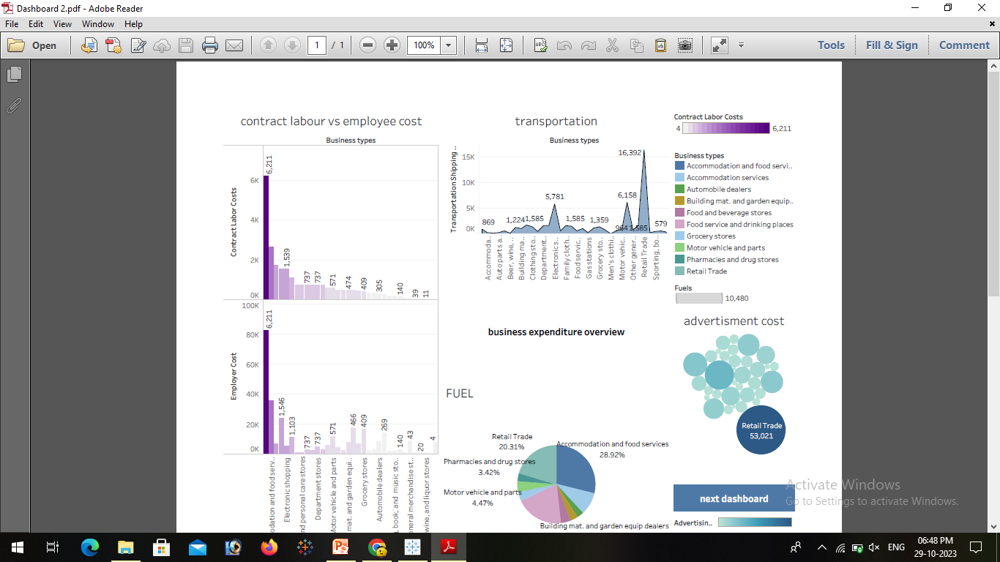 Dashboard 2.pdf - Adobe Reader
File Edit View Window Help
Open 1 / 1 100% Tools Fill & Sign Comment
contract labour vs employee cost
Business types
Contract Labor Costs
6K
4K
2K
0K
6,211
1,539
737
737
571
474
409
305
140
39
11
Employer Cost
100K
80K
60K
40K
20K
0K
6,211
1,546
1,103
737
737
571
466
409
269
140
43
20
4
odation and food serv..
Electronic shopping
nd personal care stores
Department stores
Motor vehicle and parts
mat. and garden equi..
Grocery stores
Automobile dealers
, book, and music sto..
eneral merchandise st..
wine, and liquor stores
transportation
Business types
Transportation Shipping ..
15K
10K
5K
0K
869
1,224
1,585
5,781
1,585
1,359
964
6,158
1,585
16,392
579
Accommoda..
Auto parts a..
Beer, wine, ..
Building ma..
Clothing sto..
Department..
Electronics ..
Family cloth..
Food servic..
Gas stations
Grocery sto..
Men's clothi..
Motor vehic..
Other gener..
Retail Trade
Sporting, bo..
business expenditure overview
FUEL
Retail Trade
20.31%
Accommodation and food services
28.92%
Pharmacies and drug stores
3.42%
Motor vehicle and parts
4.47%
Building mat. and garden equip dealers
Contract Labor Costs
4 6,211
Business types
Accommodation and food servi..
Accommodation services
Automobile dealers
Building mat. and garden equip..
Food and beverage stores
Food service and drinking places
Grocery stores
Motor vehicle and parts
Pharmacies and drug stores
Retail Trade
Fuels
10,480
advertisment cost
Retail Trade
53,021
next dashboard
Advertisin..
Activate Windows
Go to Settings to activate Windows.
ENG
06:48 PM
29-10-2023